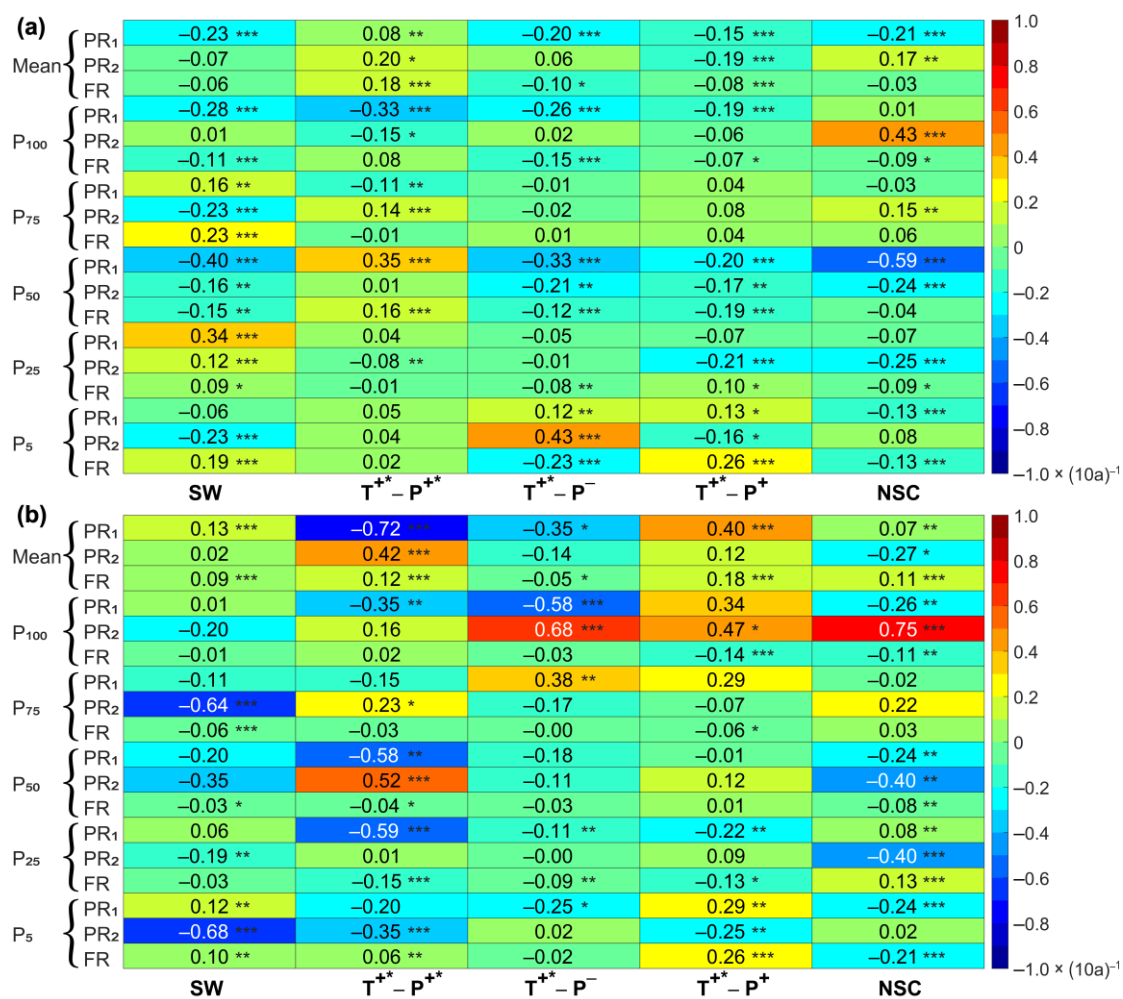 (a)
Mean { PR₁ −0.23 *** 0.08 ** −0.20 *** −0.15 *** −0.21 ***
PR₂ −0.07 0.20 * 0.06 −0.19 *** 0.17 **
FR −0.06 0.18 *** −0.10 * −0.08 *** −0.03
P₁₀₀ { PR₁ −0.28 *** −0.33 *** −0.26 *** −0.19 *** 0.01
PR₂ 0.01 −0.15 * 0.02 −0.06 0.43 ***
FR −0.11 *** 0.08 −0.15 *** −0.07 * −0.09 *
P₇₅ { PR₁ 0.16 ** −0.11 ** −0.01 0.04 −0.03
PR₂ −0.23 *** 0.14 *** −0.02 0.08 0.15 **
FR 0.23 *** −0.01 0.01 0.04 0.06
P₅₀ { PR₁ −0.40 *** 0.35 *** −0.33 *** −0.20 *** −0.59 ***
PR₂ −0.16 ** 0.01 −0.21 ** −0.17 ** −0.24 ***
FR −0.15 ** 0.16 *** −0.12 *** −0.19 *** −0.04
P₂₅ { PR₁ 0.34 *** 0.04 −0.05 −0.07 −0.07
PR₂ 0.12 *** −0.08 ** −0.01 −0.21 *** −0.25 ***
FR 0.09 * −0.01 −0.08 ** 0.10 * −0.09 *
P₅ { PR₁ −0.06 0.05 0.12 ** 0.13 * −0.13 ***
PR₂ −0.23 *** 0.04 0.43 *** −0.16 * 0.08
FR 0.19 *** 0.02 −0.23 *** 0.26 *** −0.13 ***
SW T⁺*− P⁺* T⁺*− P⁻ T⁺*− P⁺ NSC
1.0
0.8
0.6
0.4
0.2
0
−0.2
−0.4
−0.6
−0.8
−1.0 × (10a)⁻¹
(b)
Mean { PR₁ 0.13 *** −0.72 *** −0.35 * 0.40 *** 0.07 **
PR₂ 0.02 0.42 *** −0.14 0.12 −0.27 *
FR 0.09 *** 0.12 *** −0.05 * 0.18 *** 0.11 ***
P₁₀₀ { PR₁ 0.01 −0.35 ** −0.58 *** 0.34 −0.26 **
PR₂ −0.20 0.16 0.68 *** 0.47 * 0.75 ***
FR −0.01 0.02 −0.03 −0.14 *** −0.11 **
P₇₅ { PR₁ −0.11 −0.15 0.38 ** 0.29 −0.02
PR₂ −0.64 *** 0.23 * −0.17 −0.07 0.22
FR −0.06 *** −0.03 −0.00 −0.06 * 0.03
P₅₀ { PR₁ −0.20 −0.58 ** −0.18 −0.01 −0.24 **
PR₂ −0.35 0.52 *** −0.11 0.12 −0.40 **
FR −0.03 * −0.04 * −0.03 0.01 −0.08 **
P₂₅ { PR₁ 0.06 −0.59 *** −0.11 ** −0.22 ** 0.08 **
PR₂ −0.19 ** 0.01 −0.00 0.09 −0.40 ***
FR −0.03 −0.15 *** −0.09 ** −0.13 * 0.13 ***
P₅ { PR₁ 0.12 ** −0.20 −0.25 * 0.29 ** −0.24 ***
PR₂ −0.68 *** −0.35 *** 0.02 −0.25 ** 0.02
FR 0.10 ** 0.06 ** −0.02 0.26 *** −0.21 ***
SW T⁺*− P⁺* T⁺*− P⁻ T⁺*− P⁺ NSC
1.0
0.8
0.6
0.4
0.2
0
−0.2
−0.4
−0.6
−0.8
−1.0 × (10a)⁻¹